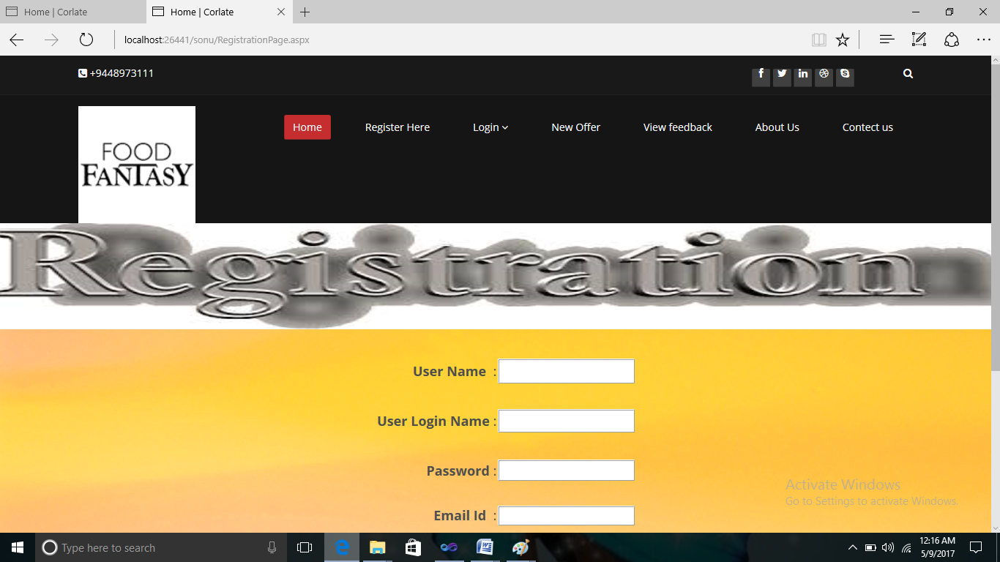 Home | Corlate
Home | Corlate
localhost:26441/sonu/RegistrationPage.aspx
+9448973111
FOOD
FANTASY
Home Register Here Login New Offer View feedback About Us Contect us
Registration
User Name :
User Login Name :
Password :
Email Id :
Activate Windows
Go to Settings to activate Windows.
Type here to search
12:16 AM
5/9/2017